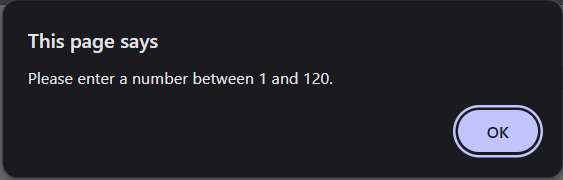 This page says
Please enter a number between 1 and 120.
OK